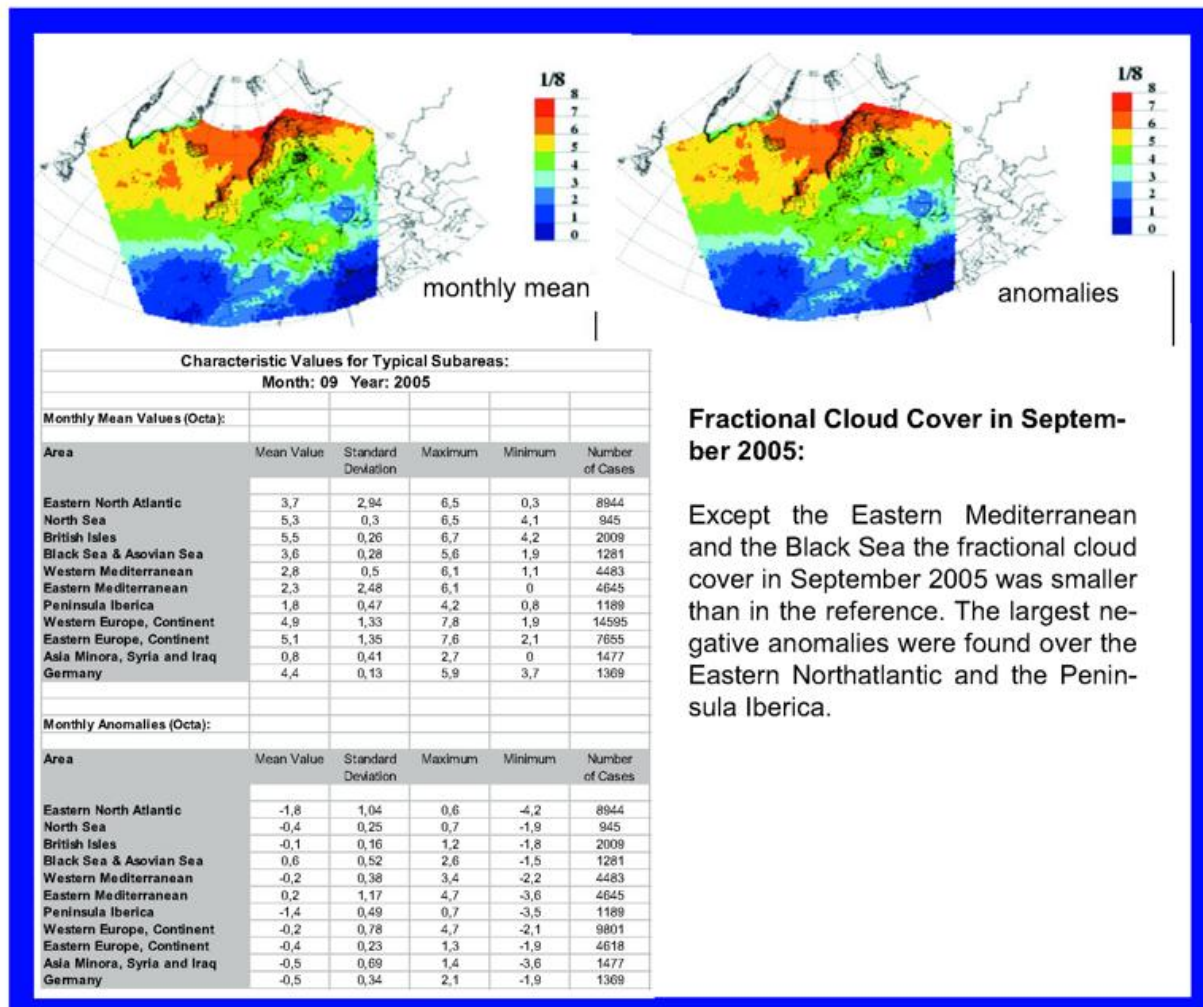 1/8
8
7
6
5
4
3
2
1
0
monthly mean
1/8
8
7
6
5
4
3
2
1
0
anomalies
Characteristic Values for Typical Subareas:
Month: 09 Year: 2005
Monthly Mean Values (Octa):
Area Mean Value Standard Deviation Maximum Minimum Number of Cases
Eastern North Atlantic 3,7 2,94 6,5 0,3 8944
North Sea 5,3 0,3 6,5 4,1 945
British Isles 5,5 0,26 6,7 4,2 2009
Black Sea & Asovian Sea 3,6 0,28 5,6 1,9 1281
Western Mediterranean 2,8 0,5 6,1 1,1 4483
Eastern Mediterranean 2,3 2,48 6,1 0 4645
Peninsula Iberica 1,8 0,47 4,2 0,8 1189
Western Europe, Continent 4,9 1,33 7,8 1,9 14595
Eastern Europe, Continent 5,1 1,35 7,6 2,1 7655
Asia Minora, Syria and Iraq 0,8 0,41 2,7 0 1477
Germany 4,4 0,13 5,9 3,7 1369
Monthly Anomalies (Octa):
Area Mean Value Standard Deviation Maximum Minimum Number of Cases
Eastern North Atlantic -1,8 1,04 0,6 -4,2 8944
North Sea -0,4 0,25 0,7 -1,9 945
British Isles -0,1 0,16 1,2 -1,8 2009
Black Sea & Asovian Sea 0,6 0,52 2,6 -1,5 1281
Western Mediterranean -0,2 0,38 3,4 -2,2 4483
Eastern Mediterranean 0,2 1,17 4,7 -3,6 4645
Peninsula Iberica -1,4 0,49 0,7 -3,5 1189
Western Europe, Continent -0,2 0,78 4,7 -2,1 9801
Eastern Europe, Continent -0,4 0,23 1,3 -1,9 4618
Asia Minora, Syria and Iraq -0,5 0,69 1,4 -3,6 1477
Germany -0,5 0,34 2,1 -1,9 1369
Fractional Cloud Cover in Septem-
ber 2005:
Except the Eastern Mediterranean
and the Black Sea the fractional cloud
cover in September 2005 was smaller
than in the reference. The largest ne-
gative anomalies were found over the
Eastern Northatlantic and the Penin-
sula Iberica.